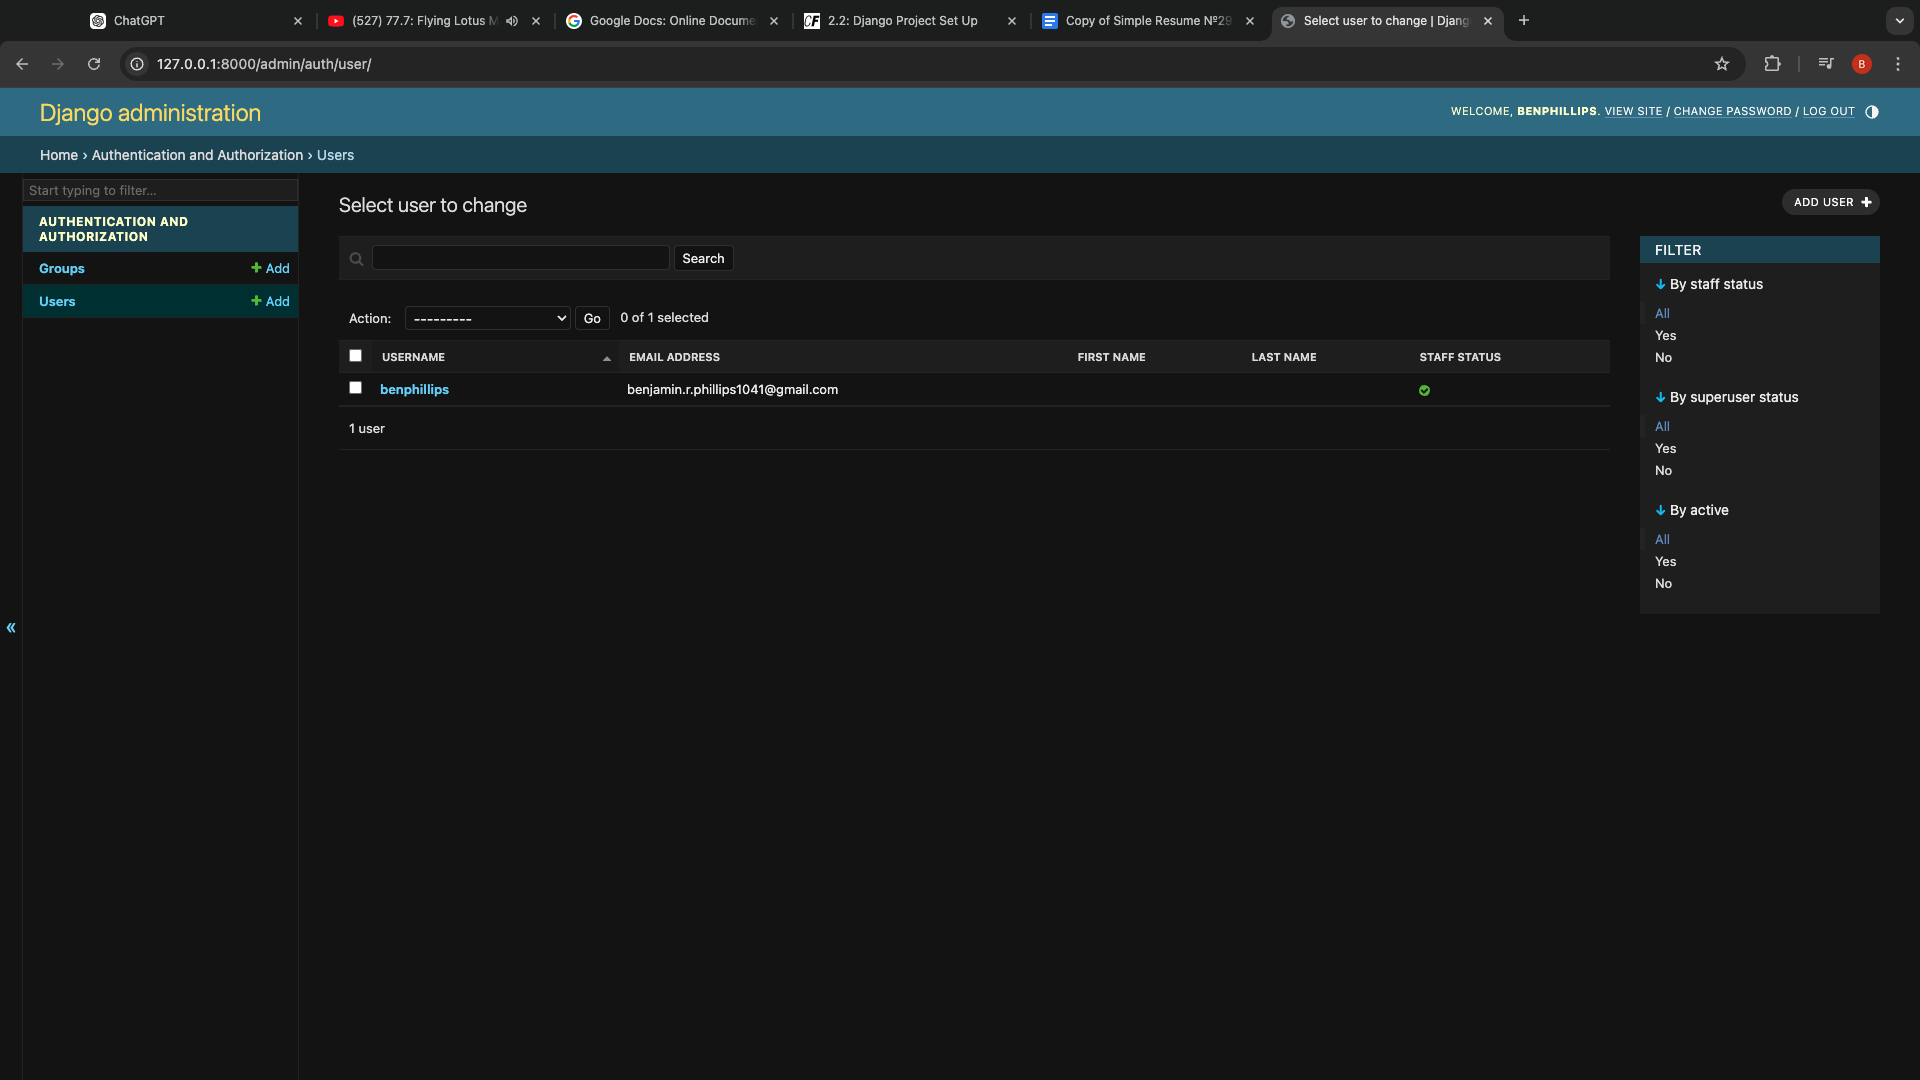 ChatGPT
(527) 77.7: Flying Lotus M
Google Docs: Online Docume
CF 2.2: Django Project Set Up
Copy of Simple Resume Nº29
Select user to change | Djang
127.0.0.1:8000/admin/auth/user/
B
Django administration
WELCOME, BENPHILLIPS. VIEW SITE / CHANGE PASSWORD / LOG OUT
Home › Authentication and Authorization › Users
Start typing to filter...
AUTHENTICATION AND
AUTHORIZATION
Groups + Add
Users + Add
«
Select user to change
ADD USER +
Search
Action: --------- Go 0 of 1 selected
USERNAME EMAIL ADDRESS FIRST NAME LAST NAME STAFF STATUS
benphillips benjamin.r.phillips1041@gmail.com
1 user
FILTER
↓ By staff status
All
Yes
No
↓ By superuser status
All
Yes
No
↓ By active
All
Yes
No